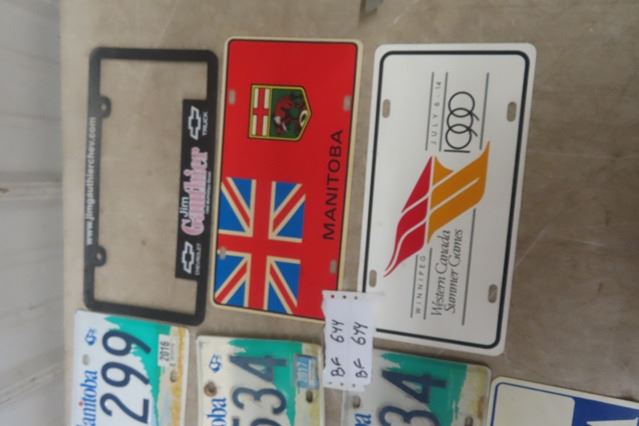 www.jimgauthierchev.com
Jim
Gauthier
CHEVROLET
TRUCK
MANITOBA
JULY 6-14
1990
WINNIPEG
Western Canada
Summer Games
BF 644
BF 644
Manitoba
299
2016
534
34